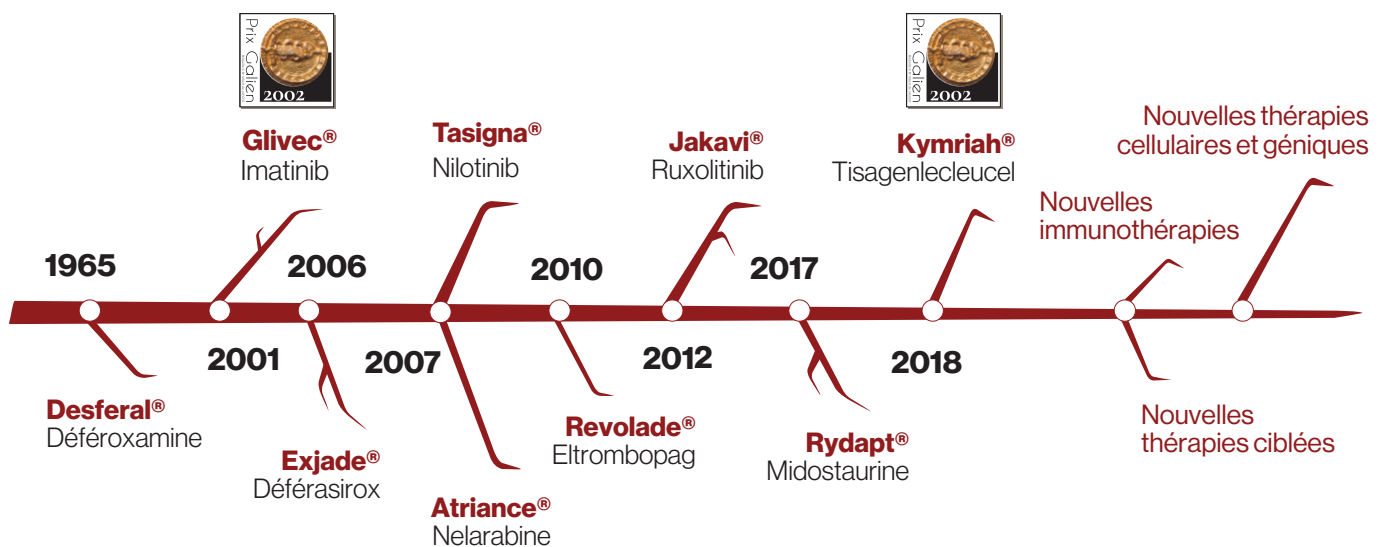 Prix Galien
2002
Prix Galien
2002
Glivec®
Imatinib
Tasigna®
Nilotinib
Jakavi®
Ruxolitinib
Kymriah®
Tisagenlecleucel
Nouvelles thérapies
cellulaires et géniques
Nouvelles
immunothérapies
1965
2006
2010
2017
2001
2007
2012
2018
Desferal®
Déféroxamine
Exjade®
Déférasirox
Atriance®
Nelarabine
Revolade®
Eltrombopag
Rydapt®
Midostaurine
Nouvelles
thérapies ciblées